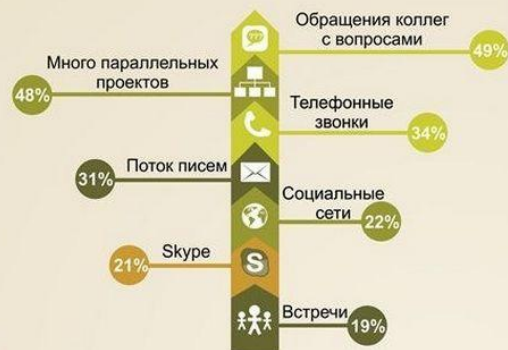 ???
Обращения коллег
с вопросами
49%
Много параллельных
проектов
48%
Телефонные
звонки
34%
Поток писем
31%
Социальные
сети
22%
Skype
21%
S
Встречи
19%